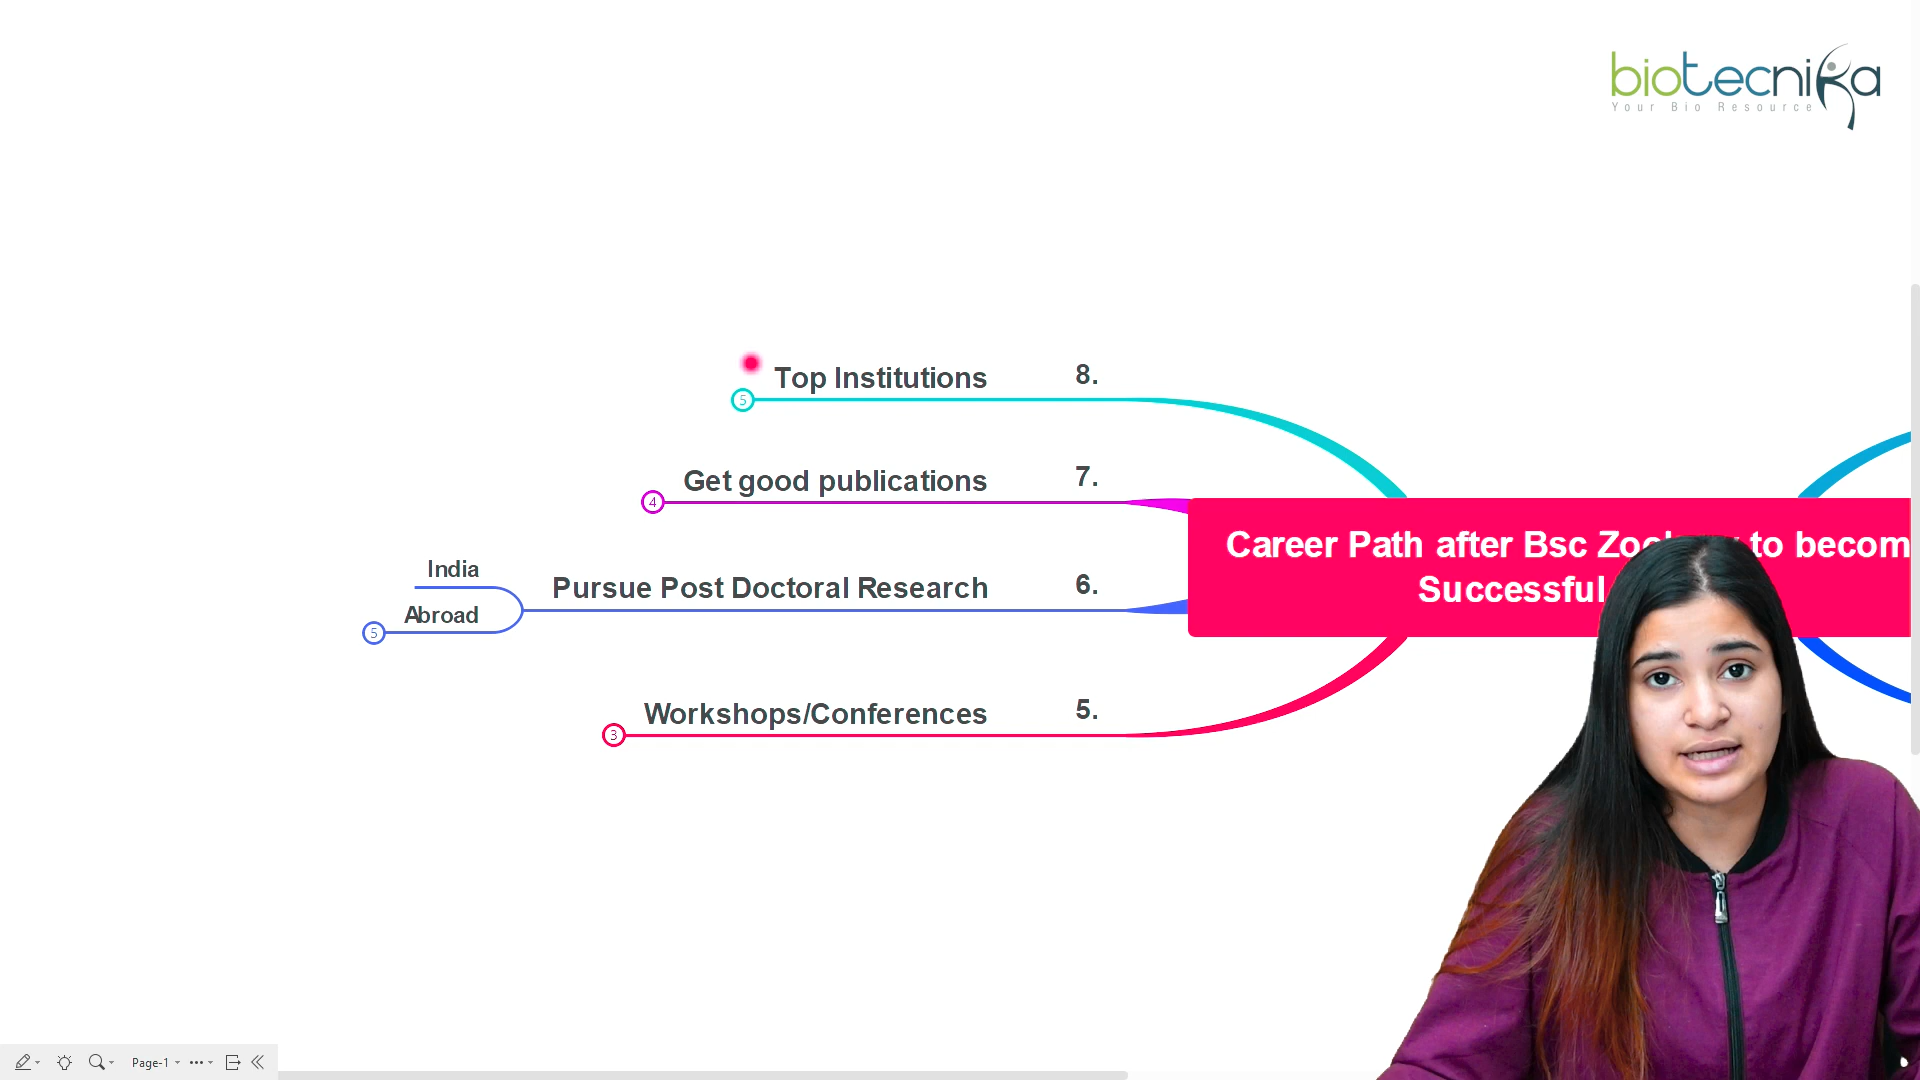 biotecnika
Your Bio Resource
Top Institutions 8.
5
Get good publications 7.
4
India
Abroad
5
Pursue Post Doctoral Research 6.
Workshops/Conferences 5.
3
Career Path after Bsc to becom
Successful
Page-1